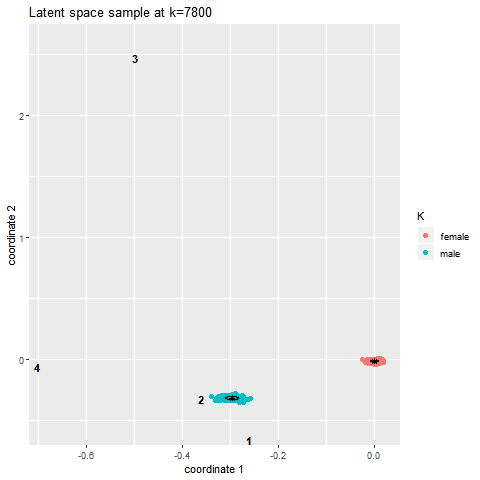 Latent space sample at k=7800
3
2
1
0
4
2
1
-0.6
-0.4
-0.2
0.0
coordinate 1
coordinate 2
K
female
male